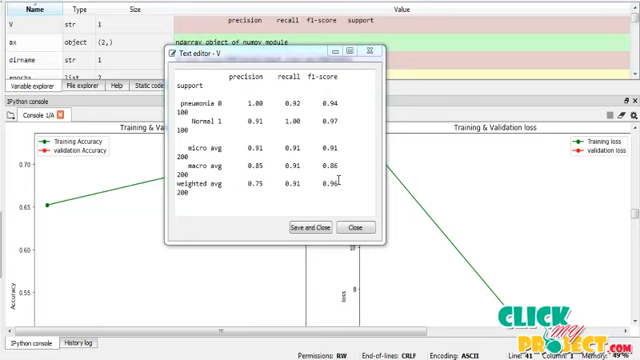 Name Type Size Value
V str 1 precision recall f1-score support
ax object (2,) ndarray object of numpy module
dirname str 1
epochs list 2
Variable explorer File explorer Help Static code
IPython console
Console 1/A
Text editor - V
precision recall f1-score
support
pneumonia 0 1.00 0.92 0.94
100
Normal 1 0.91 1.00 0.97
100
micro avg 0.91 0.91 0.91
200
macro avg 0.85 0.91 0.86
200
weighted avg 0.75 0.91 0.96
200
Save and Close Close
Training & V
Training Accuracy
validation Accuracy
0.70
0.65
0.60
0.55
Accuracy
Training & Validation loss
Training loss
validation loss
10
8
loss
IPython console History log
Permissions: RW End-of-lines: CRLF Encoding: ASCII Line: 41 Column: 1 Memory: 49 %
CLICK
my
PROJECT.com